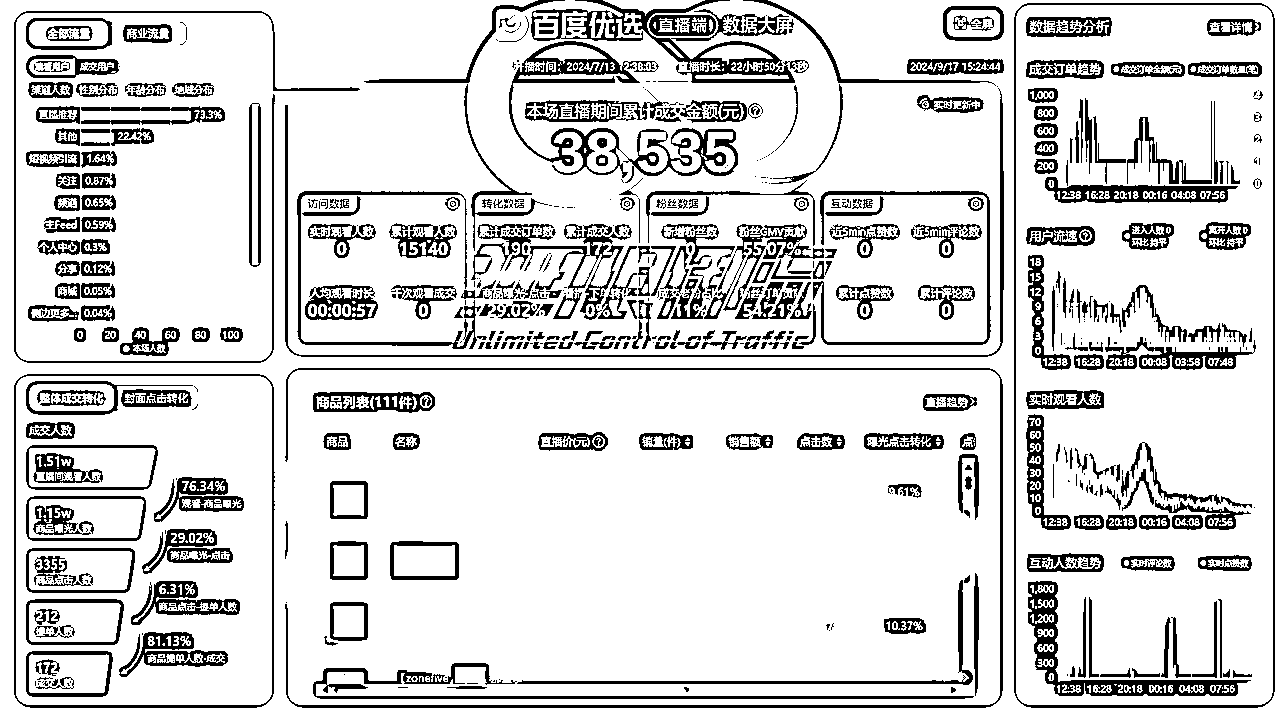 全部流量 商业流量
观看用户 成交用户
渠道人数 性别分布 年龄分布 地域分布
直播推荐 73.3%
其他 22.42%
短视频引流 1.64%
关注 0.87%
频道 0.65%
主Feed 0.59%
个人中心 0.3%
分享 0.12%
商城 0.05%
0.04%
0 20 40 60 80 100
本场人数
整体成交转化 封面点击转化
成交人数
1.51w
直播间观看人数
76.34%
观看-商品曝光
1.15w
商品曝光人数
29.02%
商品曝光-点击
3355
商品点击人数
6.31%
商品点击-提单人数
212
提单人数
81.13%
商品提单人数-成交
172
成交人数
百度优选 直播端 数据大屏
全屏
开播时间：2024/7/13
直播时长：22小时50分
2024/9/17 15:24:44
本场直播期间累计成交金额(元)
实时更新中
38,535
访问数据
实时观看人数 累计观看人数
0 15140
人均观看时长 千次观看成交
00:00:57 0
转化数据
累计成交订单数 累计成交人数
190 172
商品曝光-点击
29.02% 0%
粉丝数据
新增粉丝数 粉丝GMV贡献
0 55.07%
粉丝订单贡献
54.21%
互动数据
近5min点赞数 近5min评论数
0 0
累计点赞数 累计评论数
0 0
Unlimited Control of Traffic
商品列表(111件)
直播趋势
商品 名称 直播价(元) 销量(件) 销售额 点击数 曝光点击转化 点
9.61%
10.37%
【zonefive
数据趋势分析 查看详情
成交订单趋势 成交订单金额(元) 成交订单数量(笔)
1,000
800
600
400
200
0
4
3
2
1
0
12:38 16:28 20:18 00:16 04:08 07:56
用户流速
进入人数 0
环比 持平
离开人数 0
环比 持平
18
15
12
9
6
3
0
12:38 16:28 20:18 00:08 03:58 07:48
实时观看人数
70
60
50
40
30
20
10
0
12:38 16:28 20:18 00:16 04:08 07:56
互动人数趋势 实时评论数 实时点赞数
1,800
1,500
1,200
900
600
300
0
12:38 16:28 20:18 00:16 04:08 07:56